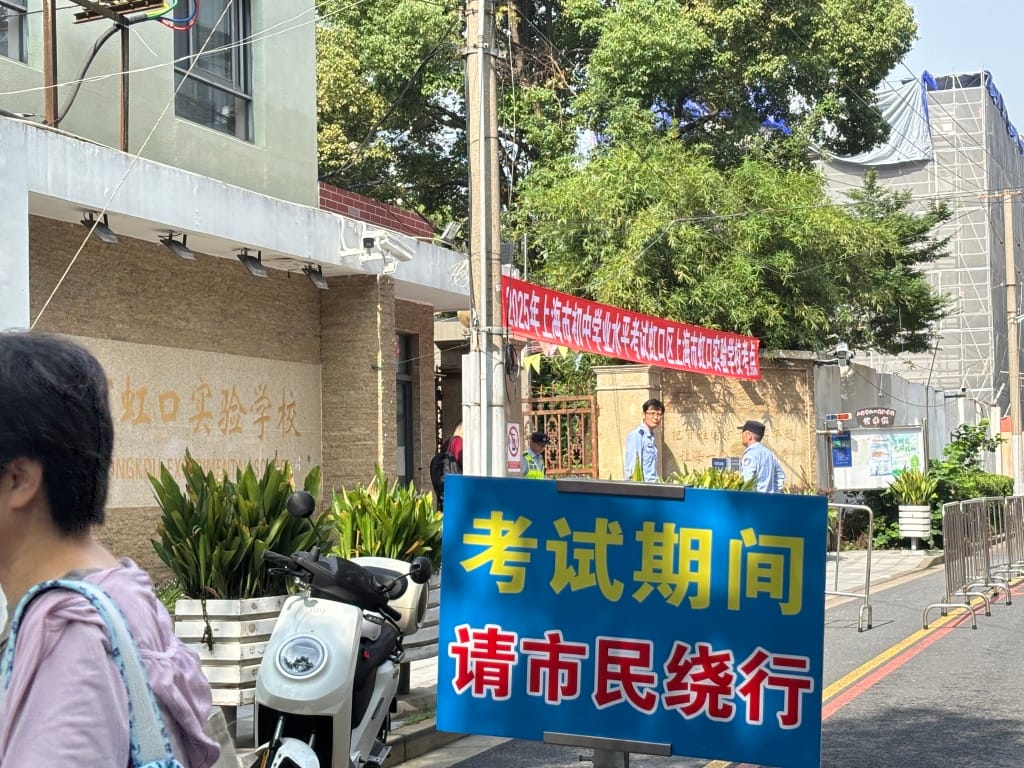 2025年上海市初中学业水平考试虹口区上海市虹口实验学校考点
虹口实验学校
考试期间
请市民绕行